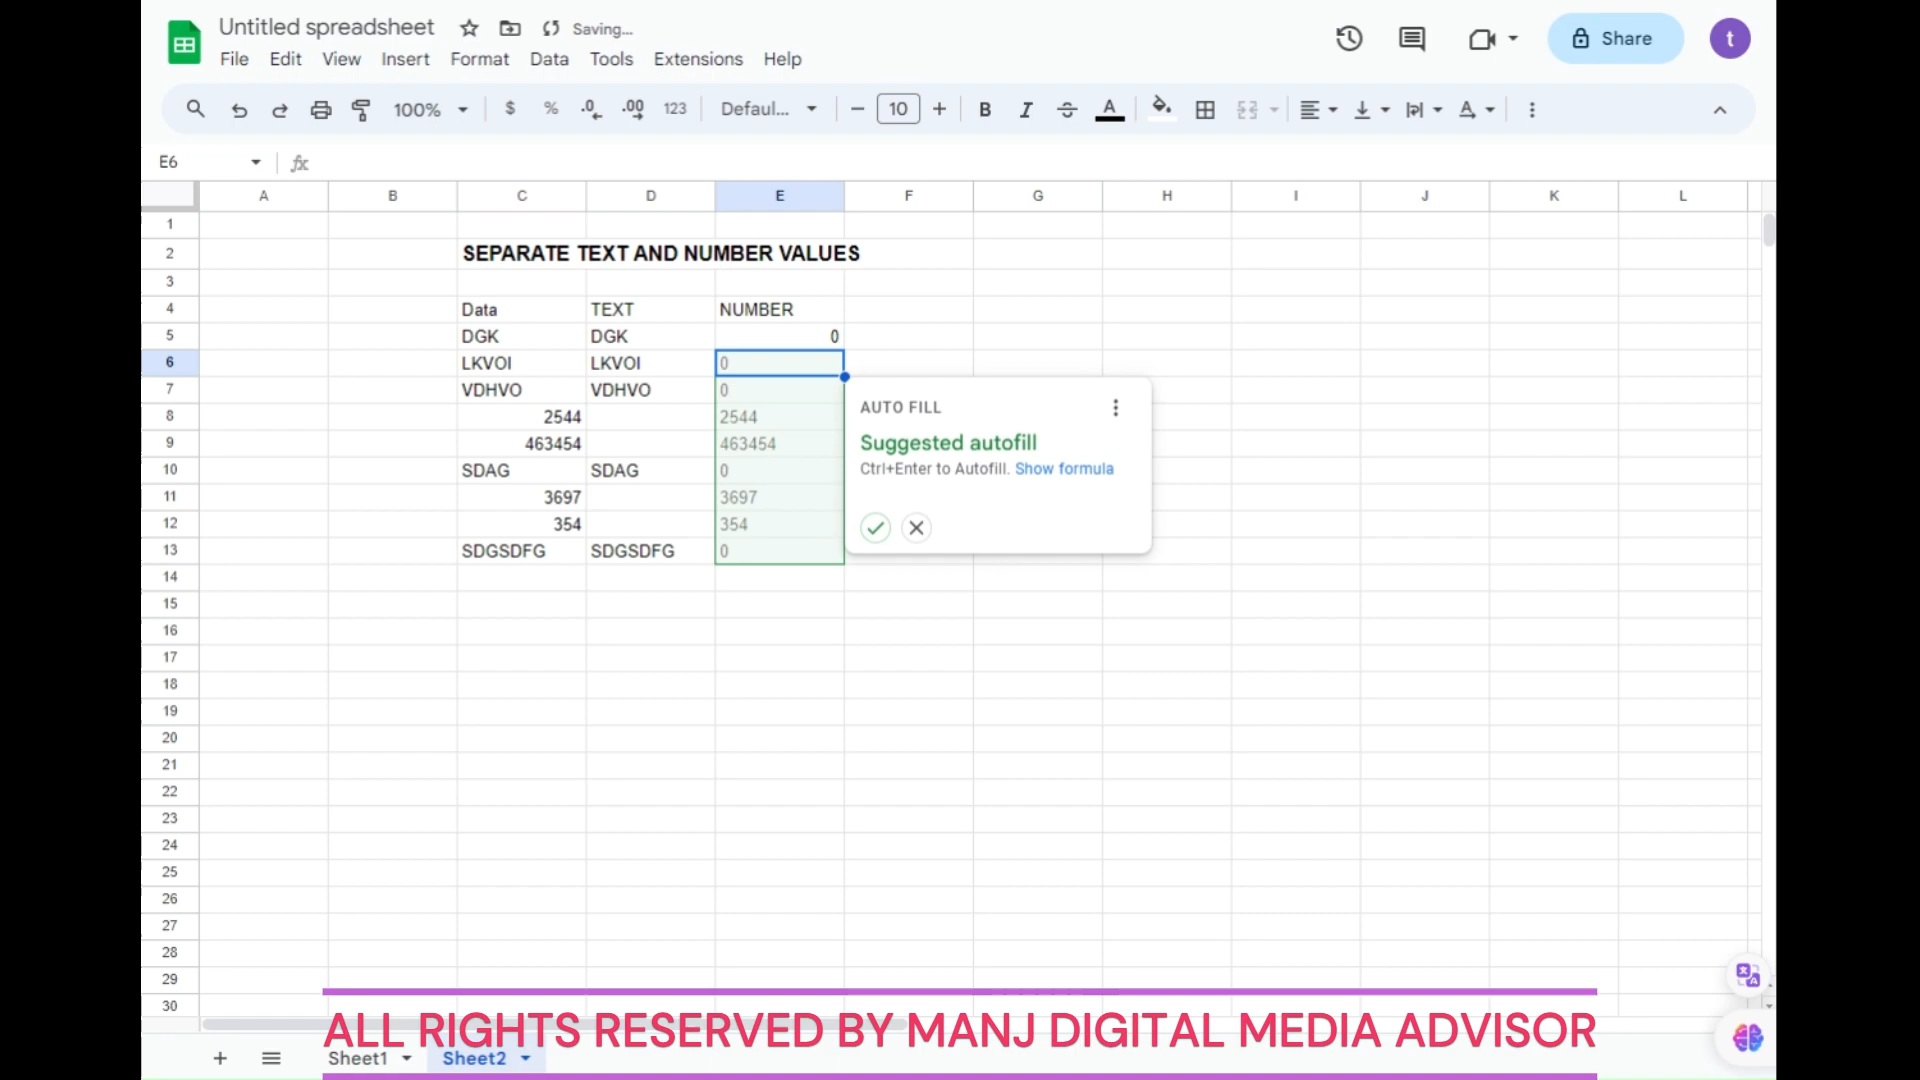 Untitled spreadsheet Saving...
File Edit View Insert Format Data Tools Extensions Help
Share t
100% $ % .0 .00 123 Defaul... 10 B I A A
E6 fx
A B C D E F G H I J K L
1
2 SEPARATE TEXT AND NUMBER VALUES
3
4 Data TEXT NUMBER
5 DGK DGK 0
6 LKVOI LKVOI 0
7 VDHVO VDHVO 0
8 2544 2544
9 463454 463454
10 SDAG SDAG 0
11 3697 3697
12 354 354
13 SDGSDFG SDGSDFG 0
AUTO FILL
Suggested autofill
Ctrl+Enter to Autofill. Show formula
14
15
16
17
18
19
20
21
22
23
24
25
26
27
28
29
30
ALL RIGHTS RESERVED BY MANJ DIGITAL MEDIA ADVISOR
Sheet1 Sheet2